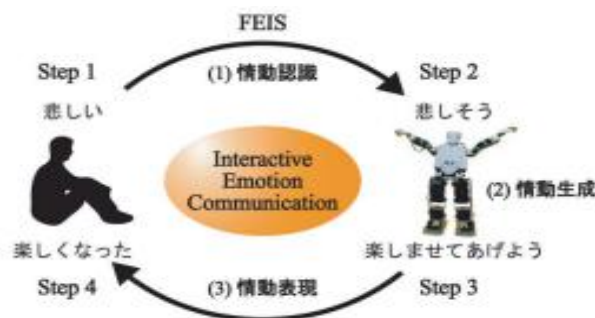 FEIS
(1) 情動認識
Step 1
悲しい
Step 2
悲しそう
Interactive
Emotion
Communication
(2) 情動生成
楽しませてあげよう
Step 3
(3) 情動表現
楽しくなった
Step 4